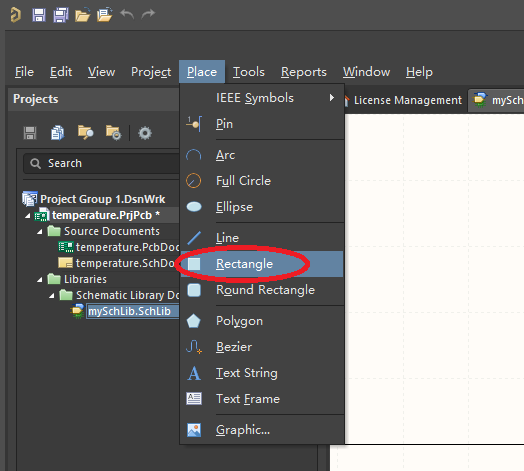 File Edit View Project Place Tools Reports Window Help
Projects
License Management
mySch
Search
Project Group 1.DsnWrk
temperature.PrjPcb *
Source Documents
temperature.PcbDoc
temperature.SchDo
Libraries
Schematic Library Do
mySchLib.SchLib
IEEE Symbols
Pin
Arc
Full Circle
Ellipse
Line
Rectangle
Round Rectangle
Polygon
Bezier
Text String
Text Frame
Graphic...